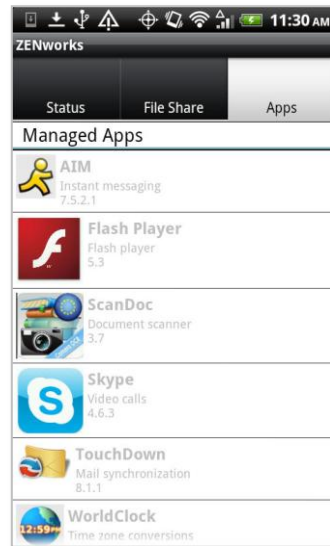 11:30 AM
ZENworks
Status File Share Apps
Managed Apps
AIM
Instant messaging
7.5.2.1
Flash Player
Flash player
5.3
ScanDoc
Document scanner
3.7
Skype
Video calls
4.6.3
TouchDown
Mail synchronization
8.1.1
12:59PM
WorldClock
Time zone conversions